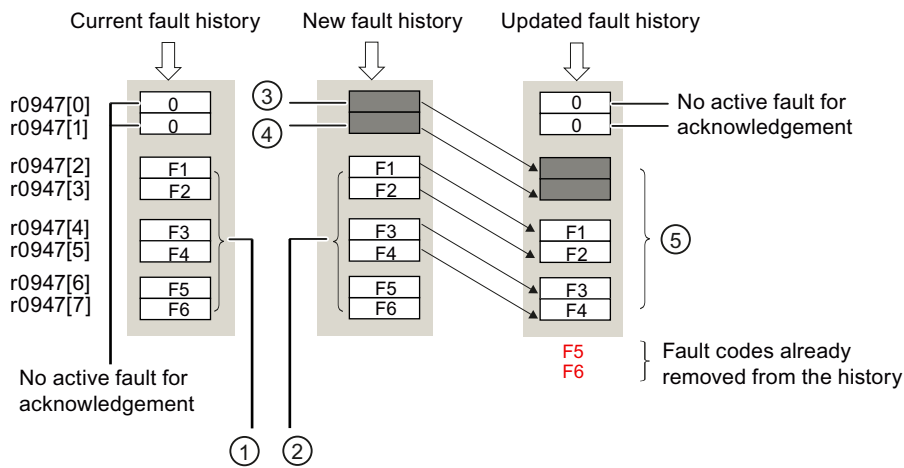 Current fault history
New fault history
Updated fault history
r0947[0]
r0947[1]
r0947[2]
r0947[3]
r0947[4]
r0947[5]
r0947[6]
r0947[7]
0
0
F1
F2
F3
F4
F5
F6
No active fault for
acknowledgement
1
2
3
4
F1
F2
F3
F4
F5
F6
0
0
No active fault for
acknowledgement
F1
F2
F3
F4
5
F5
F6
Fault codes already
removed from the history